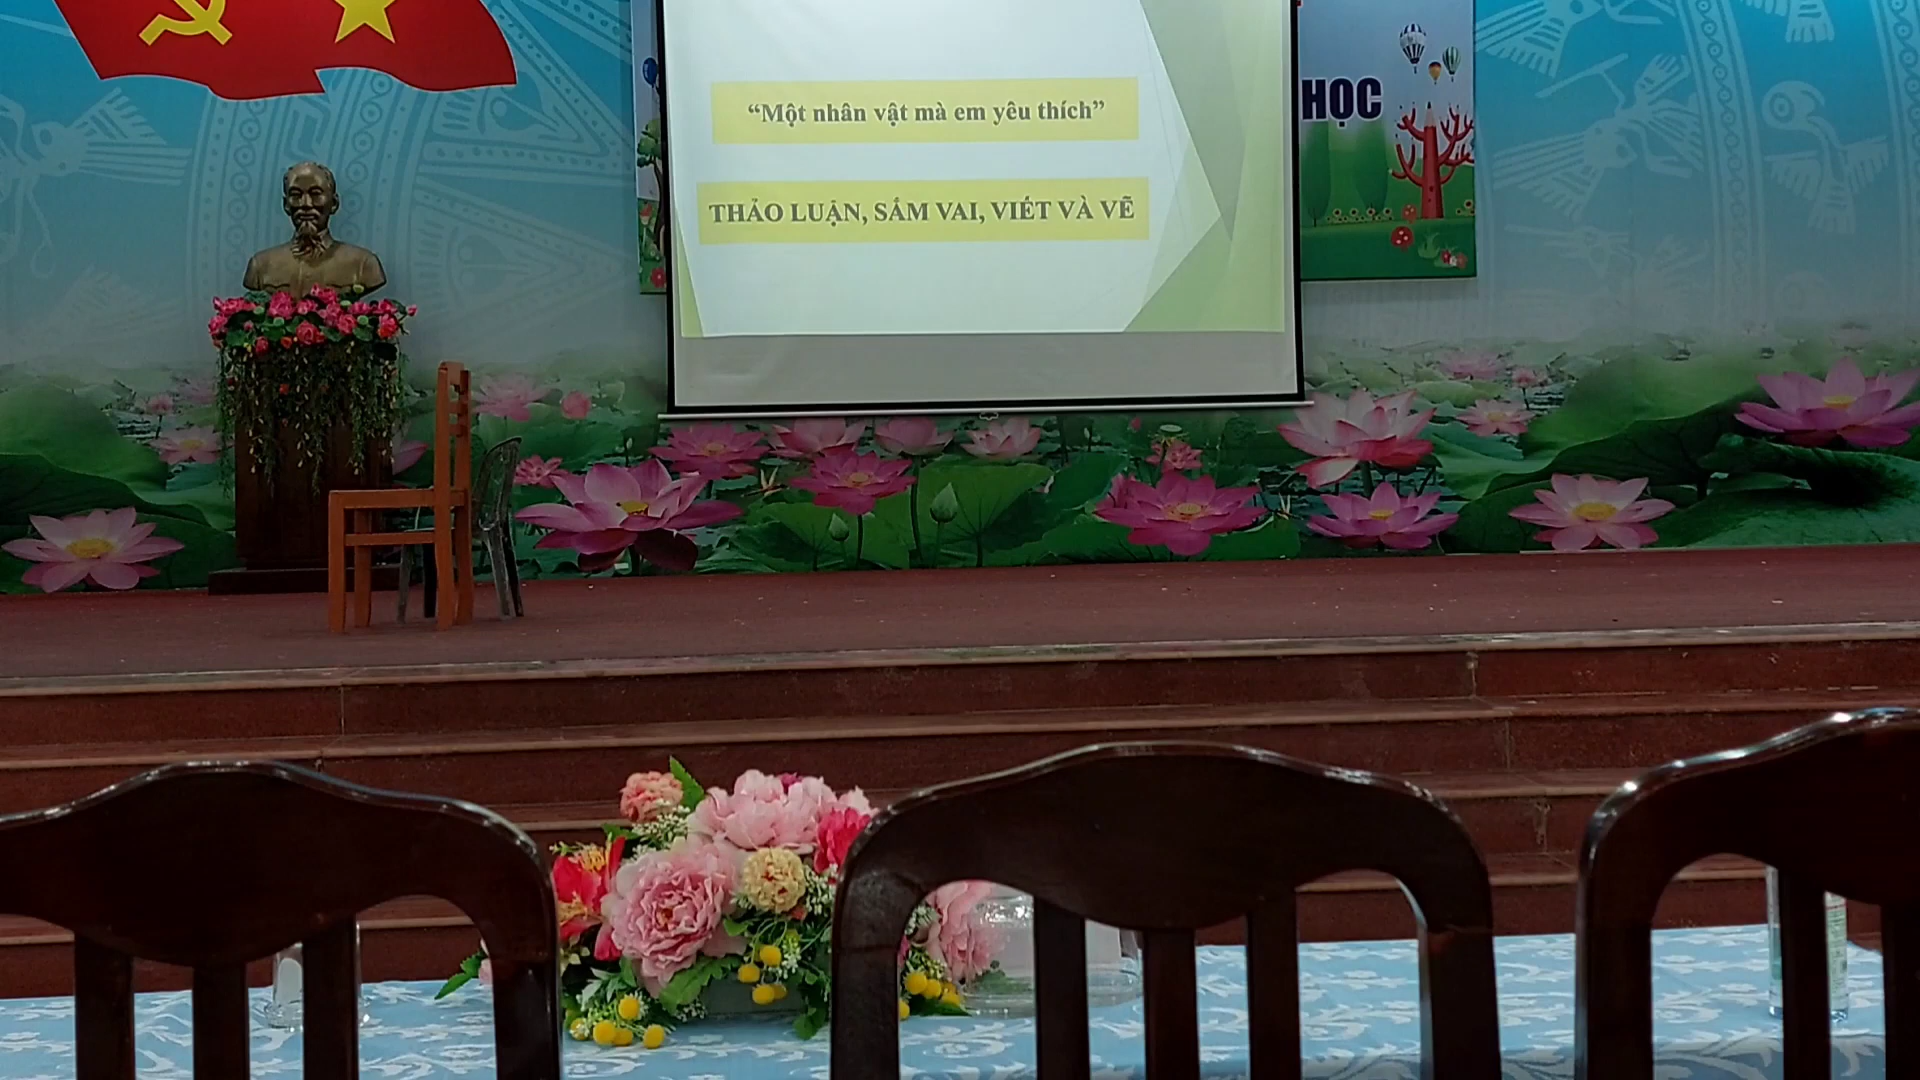 “Một nhân vật mà em yêu thích”
HỌC
THẢO LUẬN, SẮM VAI, VIẾT VÀ VẼ